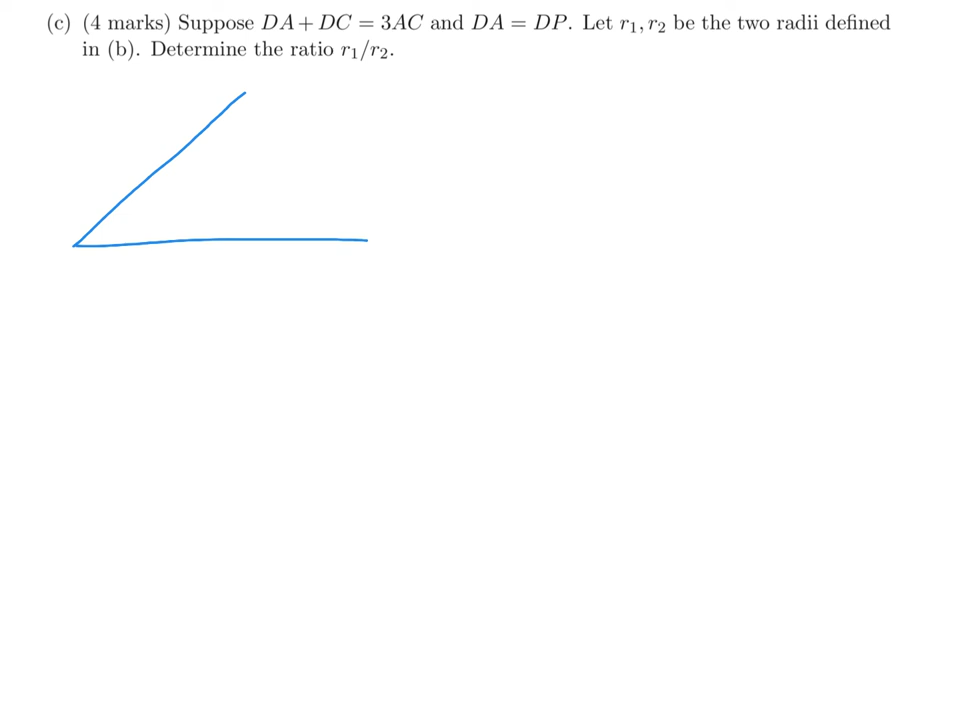 (c) (4 marks) Suppose DA + DC = 3AC and DA = DP. Let r₁, r₂ be the two radii defined
in (b). Determine the ratio r₁/r₂.